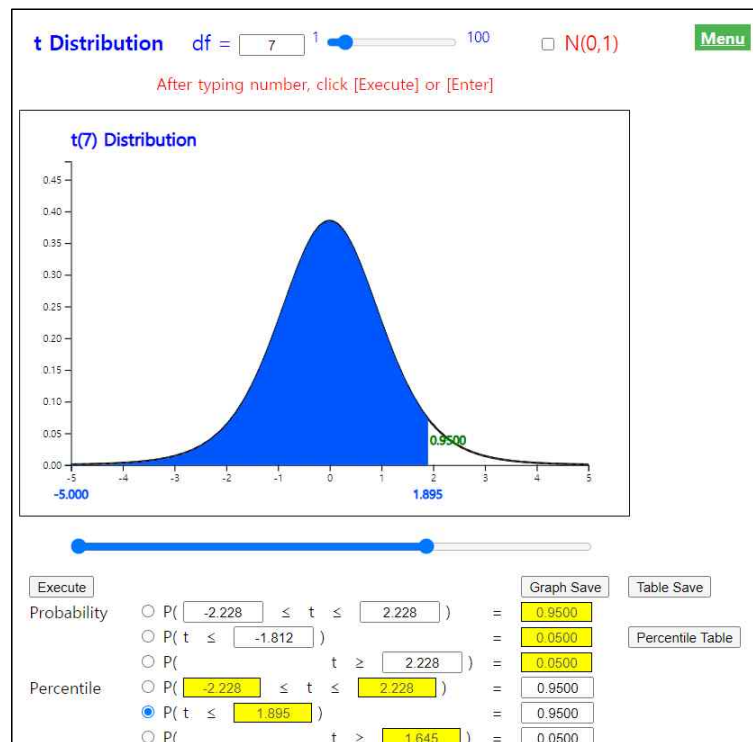 t Distribution df = 7 1 100 N(0,1) Menu
After typing number, click [Execute] or [Enter]
t(7) Distribution
0.45
0.40
0.35
0.30
0.25
0.20
0.15
0.10
0.05
0.9500
0.00
-5 -4 -3 -2 -1 0 1 2 3 4 5
-5.000 1.895
Execute Graph Save Table Save
Probability P( -2.228 ≤ t ≤ 2.228 ) = 0.9500
P( t ≤ -1.812 ) = 0.0500 Percentile Table
P( t ≥ 2.228 ) = 0.0500
Percentile P( -2.228 ≤ t ≤ 2.228 ) = 0.9500
P( t ≤ 1.895 ) = 0.9500
P( t ≥ 1.645 ) = 0.0500